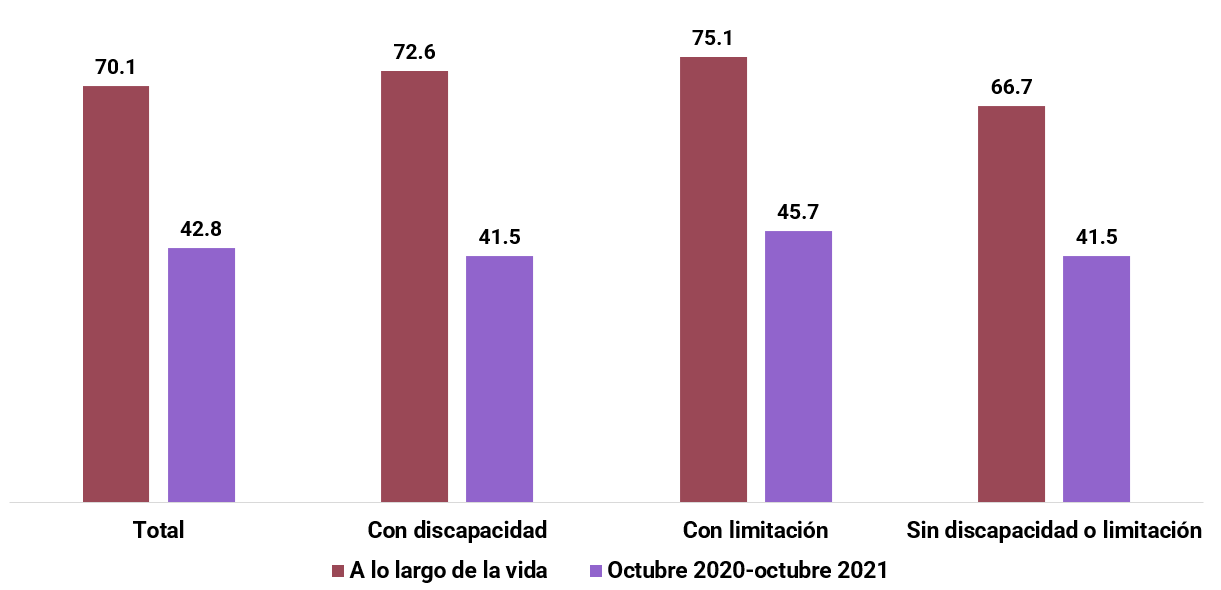 75.1
72.6
70.1
66.7
45.7
42.8
41.5
41.5
Total
Con discapacidad
Con limitación
Sin discapacidad o limitación
A lo largo de la vida
Octubre 2020-octubre 2021